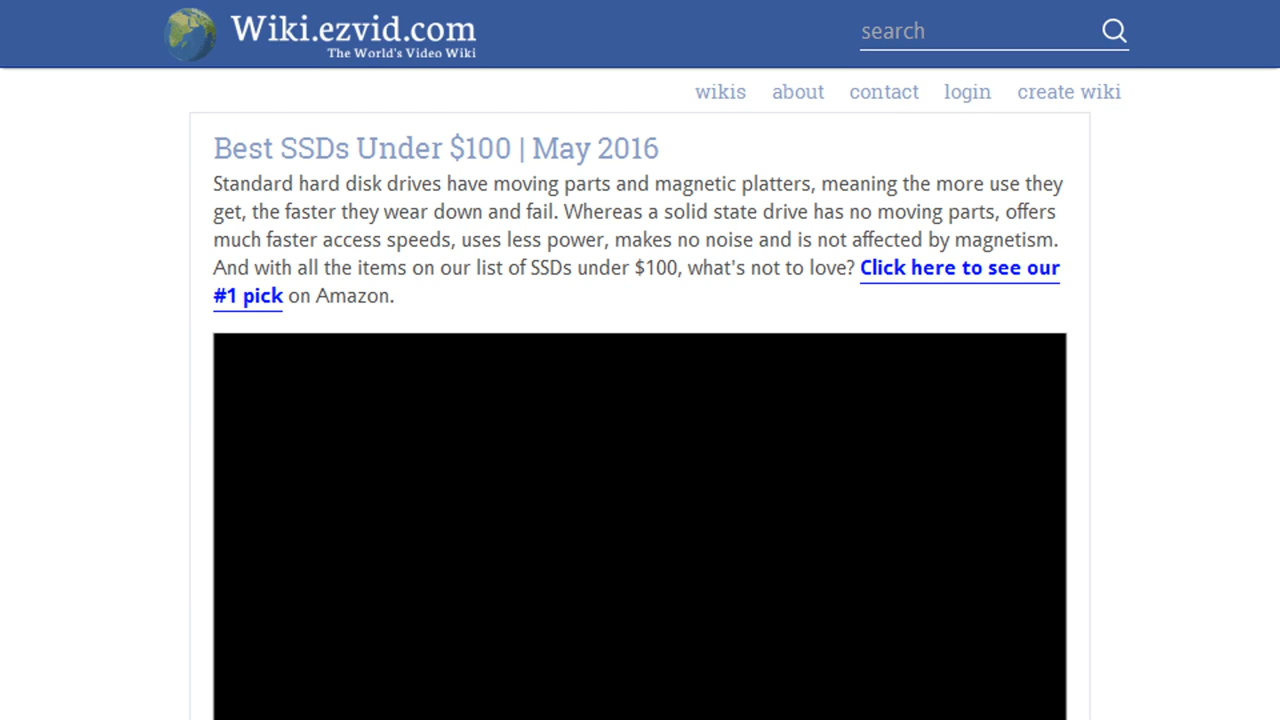 Wiki.ezvid.com
The World's Video Wiki
search
wikis about contact login create wiki
Best SSDs Under $100 | May 2016
Standard hard disk drives have moving parts and magnetic platters, meaning the more use they
get, the faster they wear down and fail. Whereas a solid state drive has no moving parts, offers
much faster access speeds, uses less power, makes no noise and is not affected by magnetism.
And with all the items on our list of SSDs under $100, what's not to love? Click here to see our
#1 pick on Amazon.